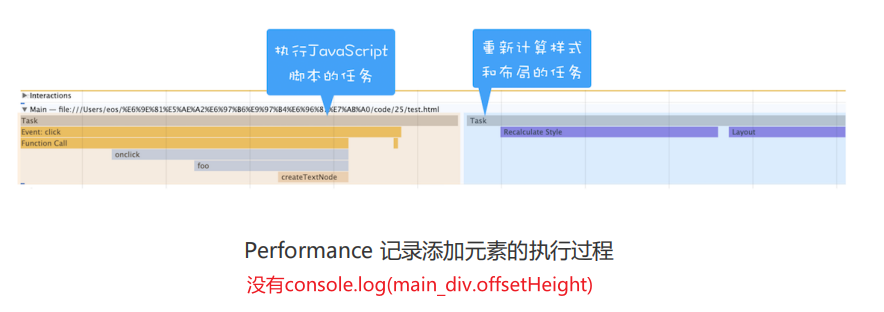 执行JavaScript
脚本的任务
重新计算样式
和布局的任务
Interactions
Main — file:///Users/eos/%E6%9E%81%E5%AE%A2%E6%97%B6%E9%97%B4%E6%96%87%E7%AB%A0/code/25/test.html
Task
Task
Event: click
Recalculate Style
Layout
Function Call
onclick
foo
createTextNode
Performance 记录添加元素的执行过程
没有console.log(main_div.offsetHeight)